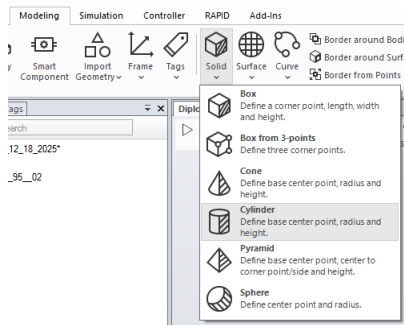 Modeling Simulation Controller RAPID Add-Ins
Smart Component
Import Geometry
Frame
Tags
Solid
Surface
Curve
Border around Bodi
Border around Surf
Border from Points
ags
Diplo
earch
_12_18_2025*
_95__02
Box
Define a corner point, length, width
and height.
Box from 3-points
Define three corner points.
Cone
Define base center point, radius and
height.
Cylinder
Define base center point, radius and
height.
Pyramid
Define base center point, center to
corner point/side and height.
Sphere
Define center point and radius.